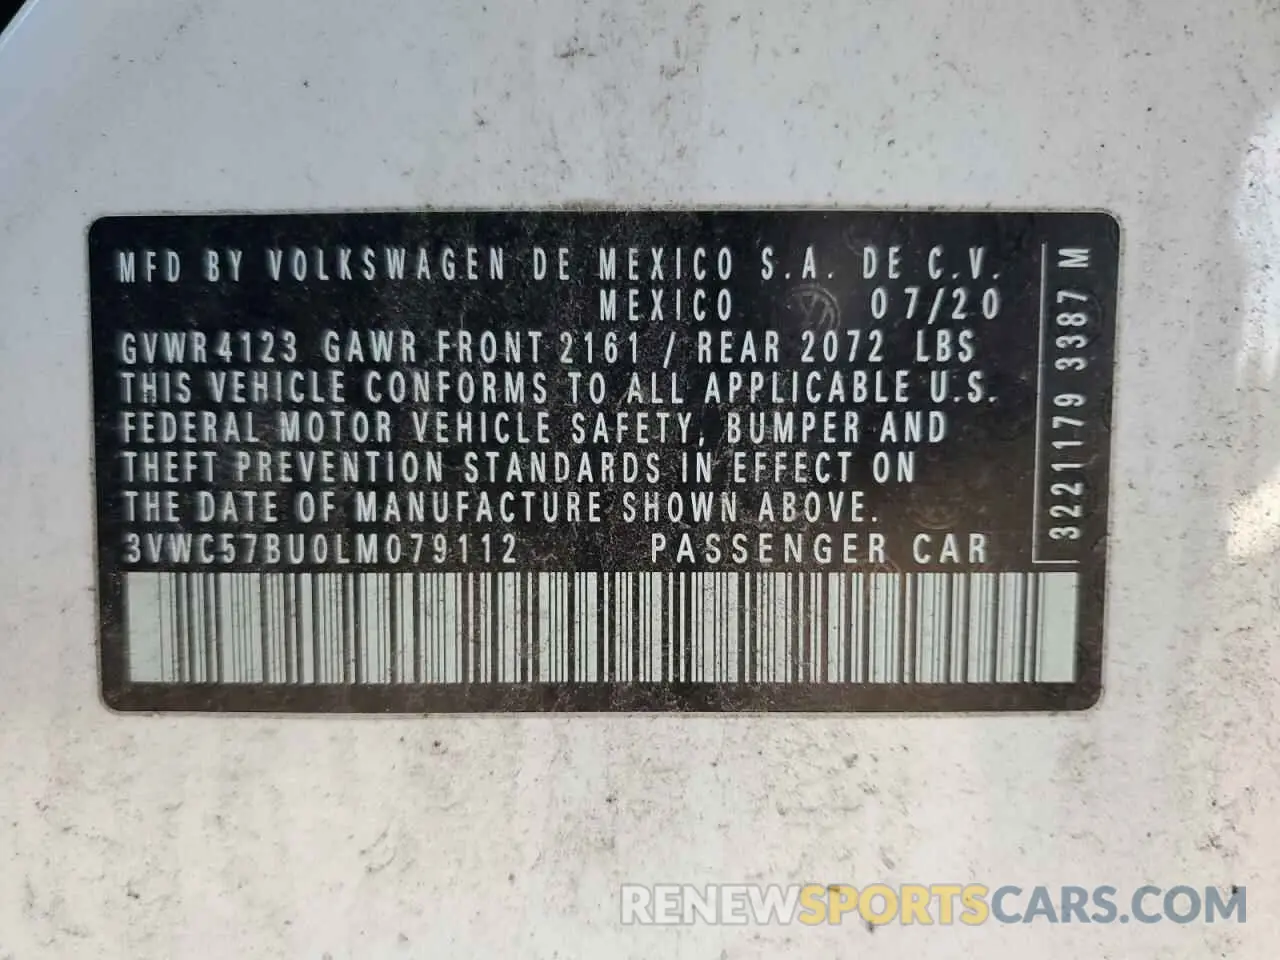 MFD BY VOLKSWAGEN DE MEXICO S.A. DE C.V.
MEXICO 07/20
GVWR 4123 GAWR FRONT 2161 / REAR 2072 LBS
THIS VEHICLE CONFORMS TO ALL APPLICABLE U.S.
FEDERAL MOTOR VEHICLE SAFETY, BUMPER AND
THEFT PREVENTION STANDARDS IN EFFECT ON
THE DATE OF MANUFACTURE SHOWN ABOVE.
3VWC57BU0LM079112 PASSENGER CAR
3221179 3387 M
RENEWSPORTSCARS.COM